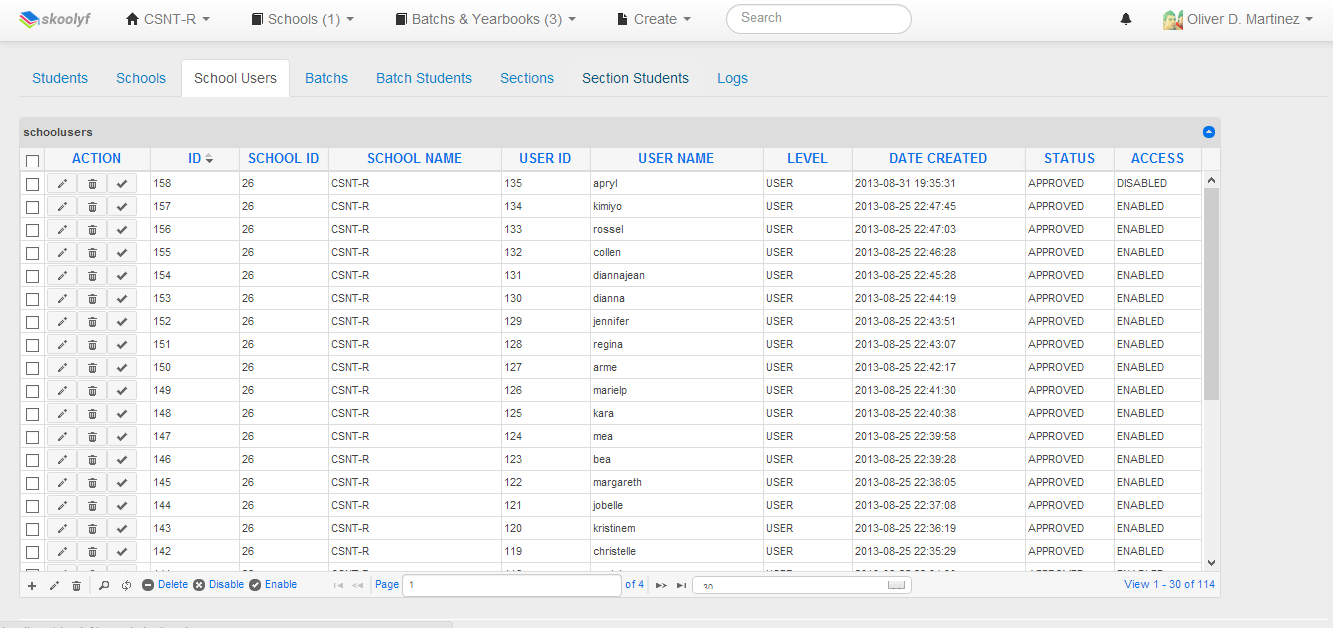 skoolyf CSNT-R Schools (1) Batchs & Yearbooks (3) Create Search Oliver D. Martinez
Students Schools School Users Batchs Batch Students Sections Section Students Logs
schoolusers
ACTION ID SCHOOL ID SCHOOL NAME USER ID USER NAME LEVEL DATE CREATED STATUS ACCESS
158 26 CSNT-R 135 apryl USER 2013-08-31 19:35:31 APPROVED DISABLED
157 26 CSNT-R 134 kimiyo USER 2013-08-25 22:47:45 APPROVED ENABLED
156 26 CSNT-R 133 rossel USER 2013-08-25 22:47:03 APPROVED ENABLED
155 26 CSNT-R 132 collen USER 2013-08-25 22:46:28 APPROVED ENABLED
154 26 CSNT-R 131 diannajean USER 2013-08-25 22:45:28 APPROVED ENABLED
153 26 CSNT-R 130 dianna USER 2013-08-25 22:44:19 APPROVED ENABLED
152 26 CSNT-R 129 jennifer USER 2013-08-25 22:43:51 APPROVED ENABLED
151 26 CSNT-R 128 regina USER 2013-08-25 22:43:07 APPROVED ENABLED
150 26 CSNT-R 127 arme USER 2013-08-25 22:42:17 APPROVED ENABLED
149 26 CSNT-R 126 marielp USER 2013-08-25 22:41:30 APPROVED ENABLED
148 26 CSNT-R 125 kara USER 2013-08-25 22:40:38 APPROVED ENABLED
147 26 CSNT-R 124 mea USER 2013-08-25 22:39:58 APPROVED ENABLED
146 26 CSNT-R 123 bea USER 2013-08-25 22:39:28 APPROVED ENABLED
145 26 CSNT-R 122 margareth USER 2013-08-25 22:38:05 APPROVED ENABLED
144 26 CSNT-R 121 jobelle USER 2013-08-25 22:37:08 APPROVED ENABLED
143 26 CSNT-R 120 kristinem USER 2013-08-25 22:36:19 APPROVED ENABLED
142 26 CSNT-R 119 christelle USER 2013-08-25 22:35:29 APPROVED ENABLED
Delete Disable Enable Page 1 of 4 30 View 1 - 30 of 114